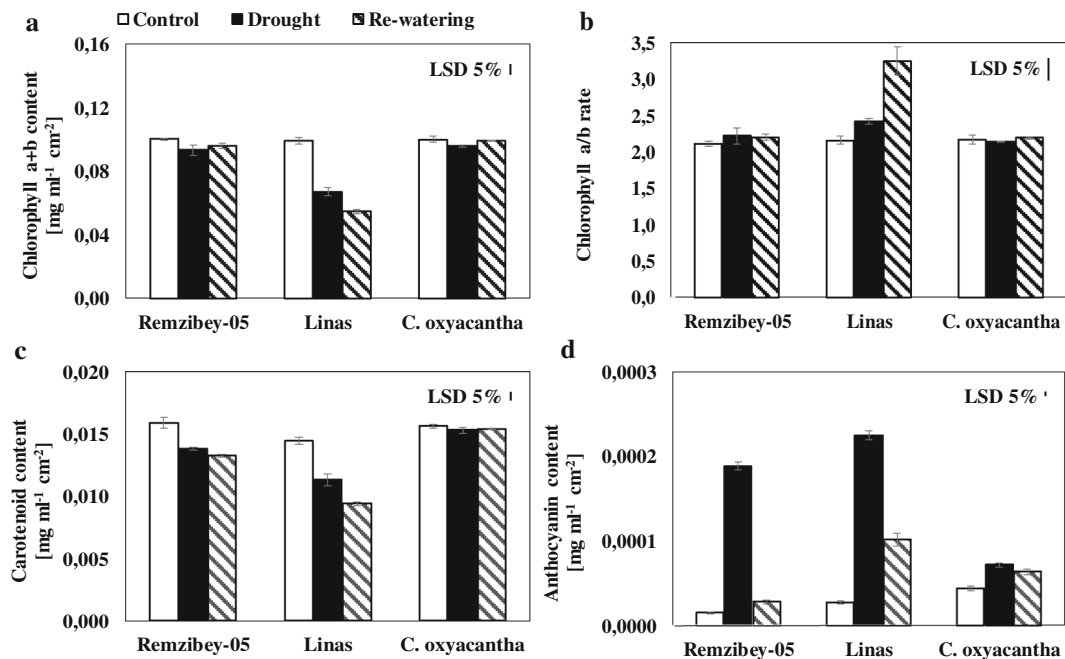 a
Control Drought Re-watering
Chlorophyll a+b content
[mg ml-1 cm-2]
0,16
0,12
0,08
0,04
0,00
LSD 5%
Remzibey-05 Linas C. oxyacantha
b
Chlorophyll a/b rate
3,5
3,0
2,5
2,0
1,5
1,0
0,5
0,0
LSD 5%
Remzibey-05 Linas C. oxyacantha
c
Carotenoid content
[mg ml-1 cm-2]
0,020
0,015
0,010
0,005
0,000
LSD 5%
Remzibey-05 Linas C. oxyacantha
d
Anthocyanin content
[mg ml-1 cm-2]
0,0003
0,0002
0,0001
0,0000
LSD 5%
Remzibey-05 Linas C. oxyacantha